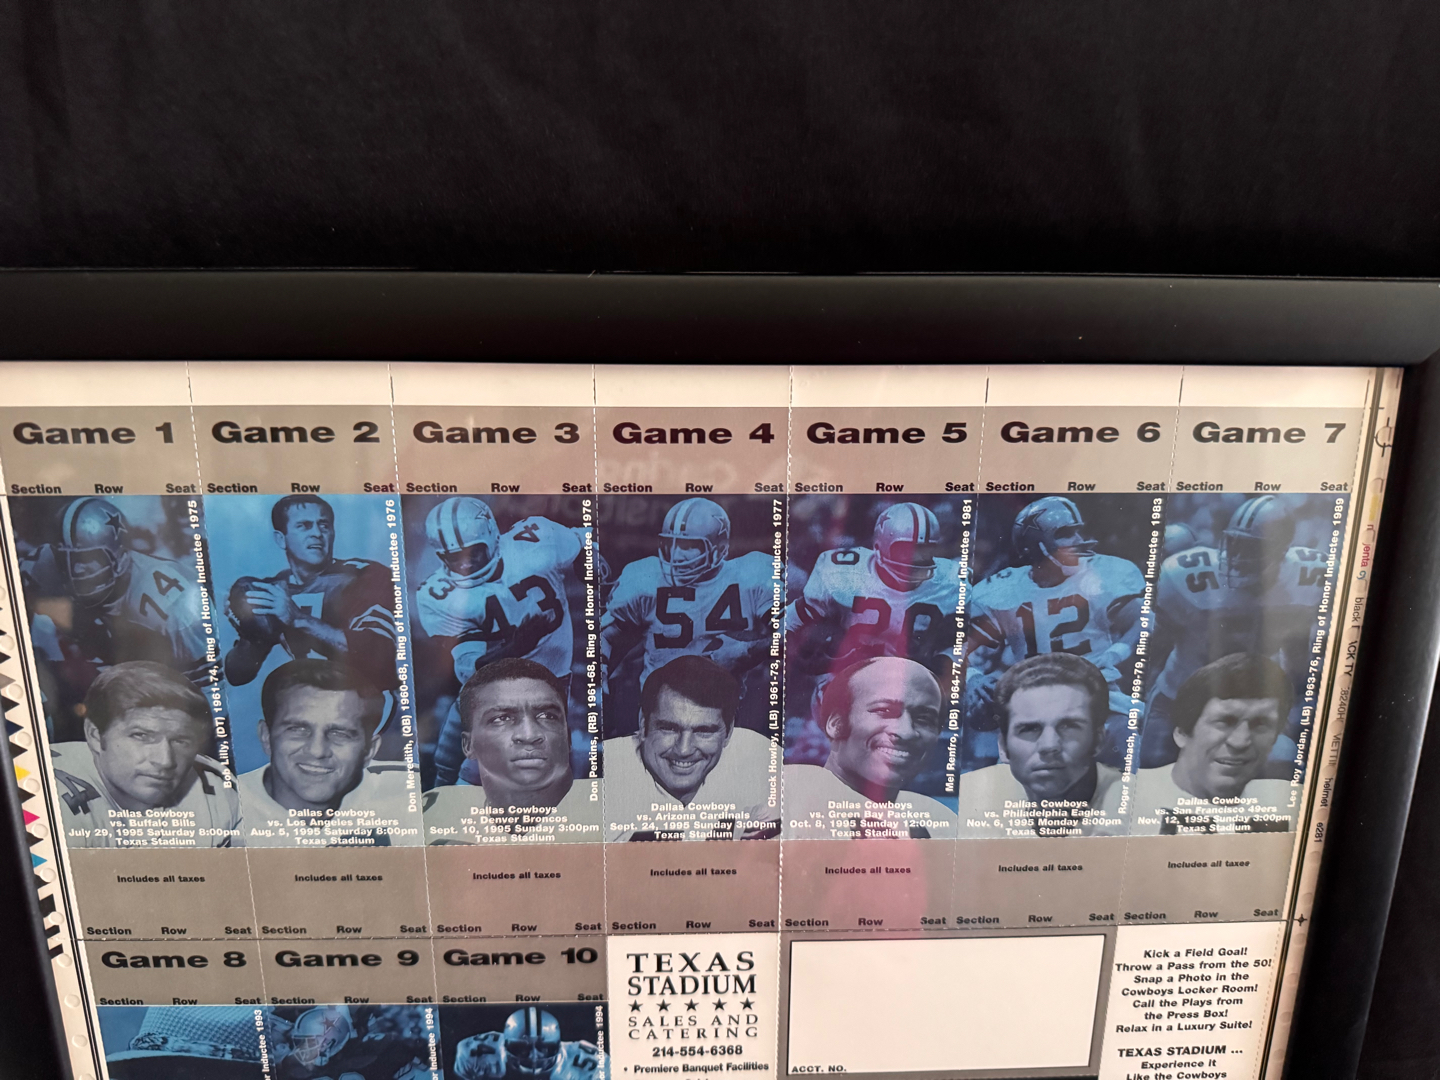 Game 1
Section Row Seat
74
Bob Lilly, (DT) 1961-74, Ring of Honor Inductee 1975
Dallas Cowboys
vs. Buffalo Bills
July 29, 1995 Saturday 8:00pm
Texas Stadium
Includes all taxes
Section Row Seat
Game 2
Section Row Seat
Don Meredith, (QB) 1960-68, Ring of Honor Inductee 1976
Dallas Cowboys
vs. Los Angeles Raiders
Aug. 5, 1995 Saturday 8:00pm
Texas Stadium
Includes all taxes
Section Row Seat
Game 3
Section Row Seat
43
Don Perkins, (RB) 1961-68, Ring of Honor Inductee 1976
Dallas Cowboys
vs. Denver Broncos
Sept. 10, 1995 Sunday 3:00pm
Texas Stadium
Includes all taxes
Section Row Seat
Game 4
Section Row Seat
54
Chuck Howley, (LB) 1961-73, Ring of Honor Inductee 1977
Dallas Cowboys
vs. Arizona Cardinals
Sept. 24, 1995 Sunday 3:00pm
Texas Stadium
Includes all taxes
Section Row Seat
Game 5
Section Row Seat
20
Mel Renfro, (DB) 1964-77, Ring of Honor Inductee 1981
Dallas Cowboys
vs. Green Bay Packers
Oct. 8, 1995 Sunday 12:00pm
Texas Stadium
Includes all taxes
Section Row Seat
Game 6
Section Row Seat
12
Roger Staubach, (QB) 1969-79, Ring of Honor Inductee 1983
Dallas Cowboys
vs. Philadelphia Eagles
Nov. 6, 1995 Monday 8:00pm
Texas Stadium
Includes all taxes
Section Row Seat
Game 7
Section Row Seat
55
Lee Roy Jordan, (LB) 1963-76, Ring of Honor Inductee 1989
Dallas Cowboys
vs. San Francisco 49ers
Nov. 12, 1995 Sunday 3:00pm
Texas Stadium
Includes all taxes
Section Row Seat
black
helmet
Game 8
Section Row Seat
1993
Game 9
Section Row Seat
Inductee 1994
Game 10
Section Row Seat
Inductee 1994
TEXAS
STADIUM
SALES AND
CATERING
214-554-6368
• Premiere Banquet Facilities
ACCT. NO.
Kick a Field Goal!
Throw a Pass from the 50!
Snap a Photo in the
Cowboys Locker Room!
Call the Plays from
the Press Box!
Relax in a Luxury Suite!
TEXAS STADIUM ...
Experience it
Like the Cowboys